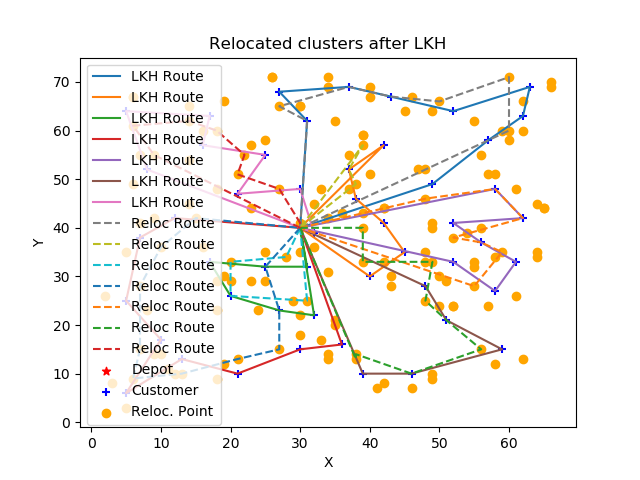 Relocated clusters after LKH
70
60
50
40
30
20
10
0
Y
LKH Route
LKH Route
LKH Route
LKH Route
LKH Route
LKH Route
LKH Route
Reloc Route
Reloc Route
Reloc Route
Reloc Route
Reloc Route
Reloc Route
Reloc Route
Depot
Customer
Reloc. Point
0 10 20 30 40 50 60
X